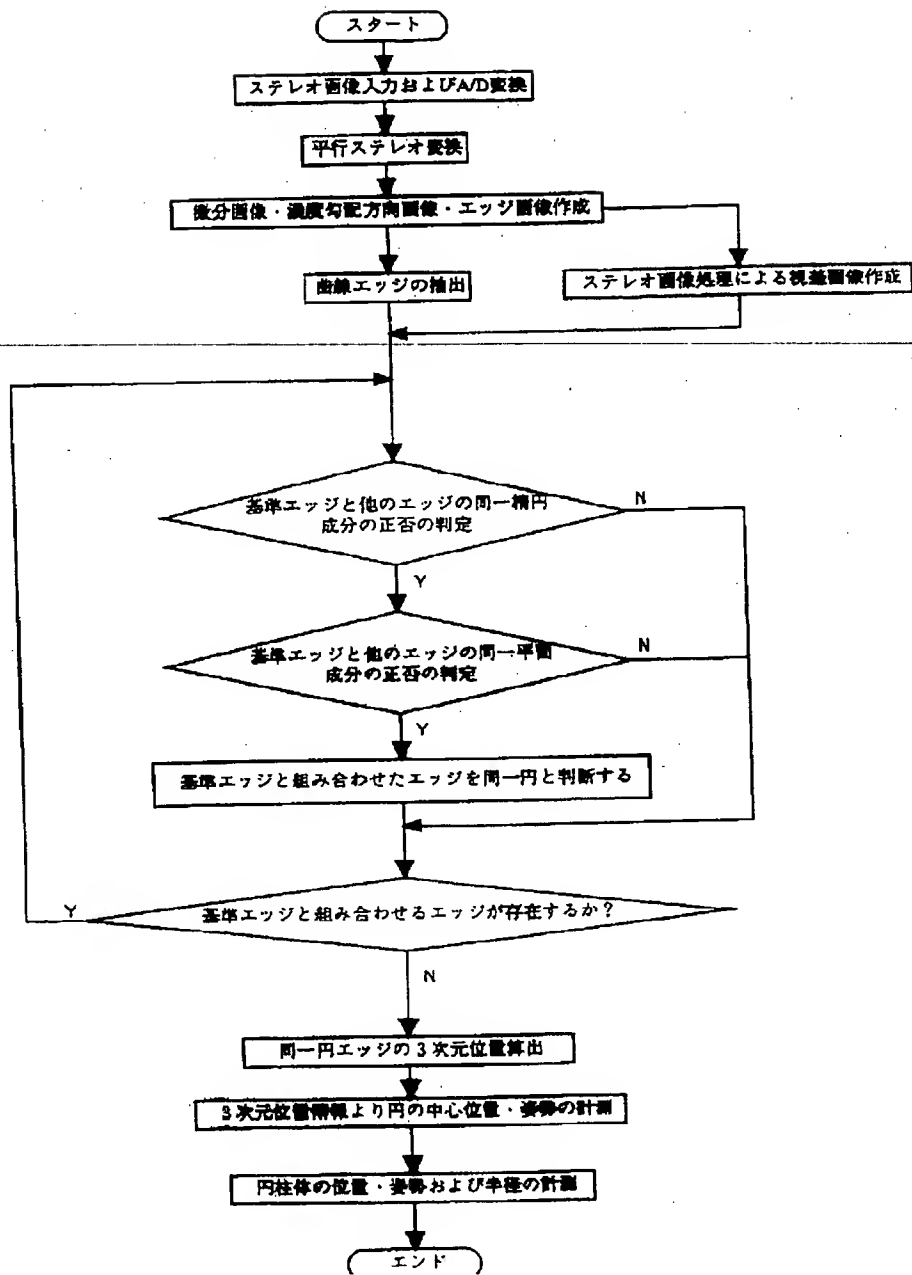 スタート
ステレオ画像入力およびA/D変換
平行ステレオ変換
微分画像・濃度勾配方向画像・エッジ画像作成
曲線エッジの抽出
ステレオ画像処理による視差画像作成
基準エッジと他のエッジの同一楕円
成分の正否の判定
N
Y
基準エッジと他のエッジの同一平面
成分の正否の判定
N
Y
基準エッジと組み合わせたエッジを同一円と判断する
基準エッジと組み合わせるエッジが存在するか？
Y
N
同一円エッジの3次元位置算出
3次元位置情報より円の中心位置・姿勢の計測
円柱体の位置・姿勢および半径の計測
エンド